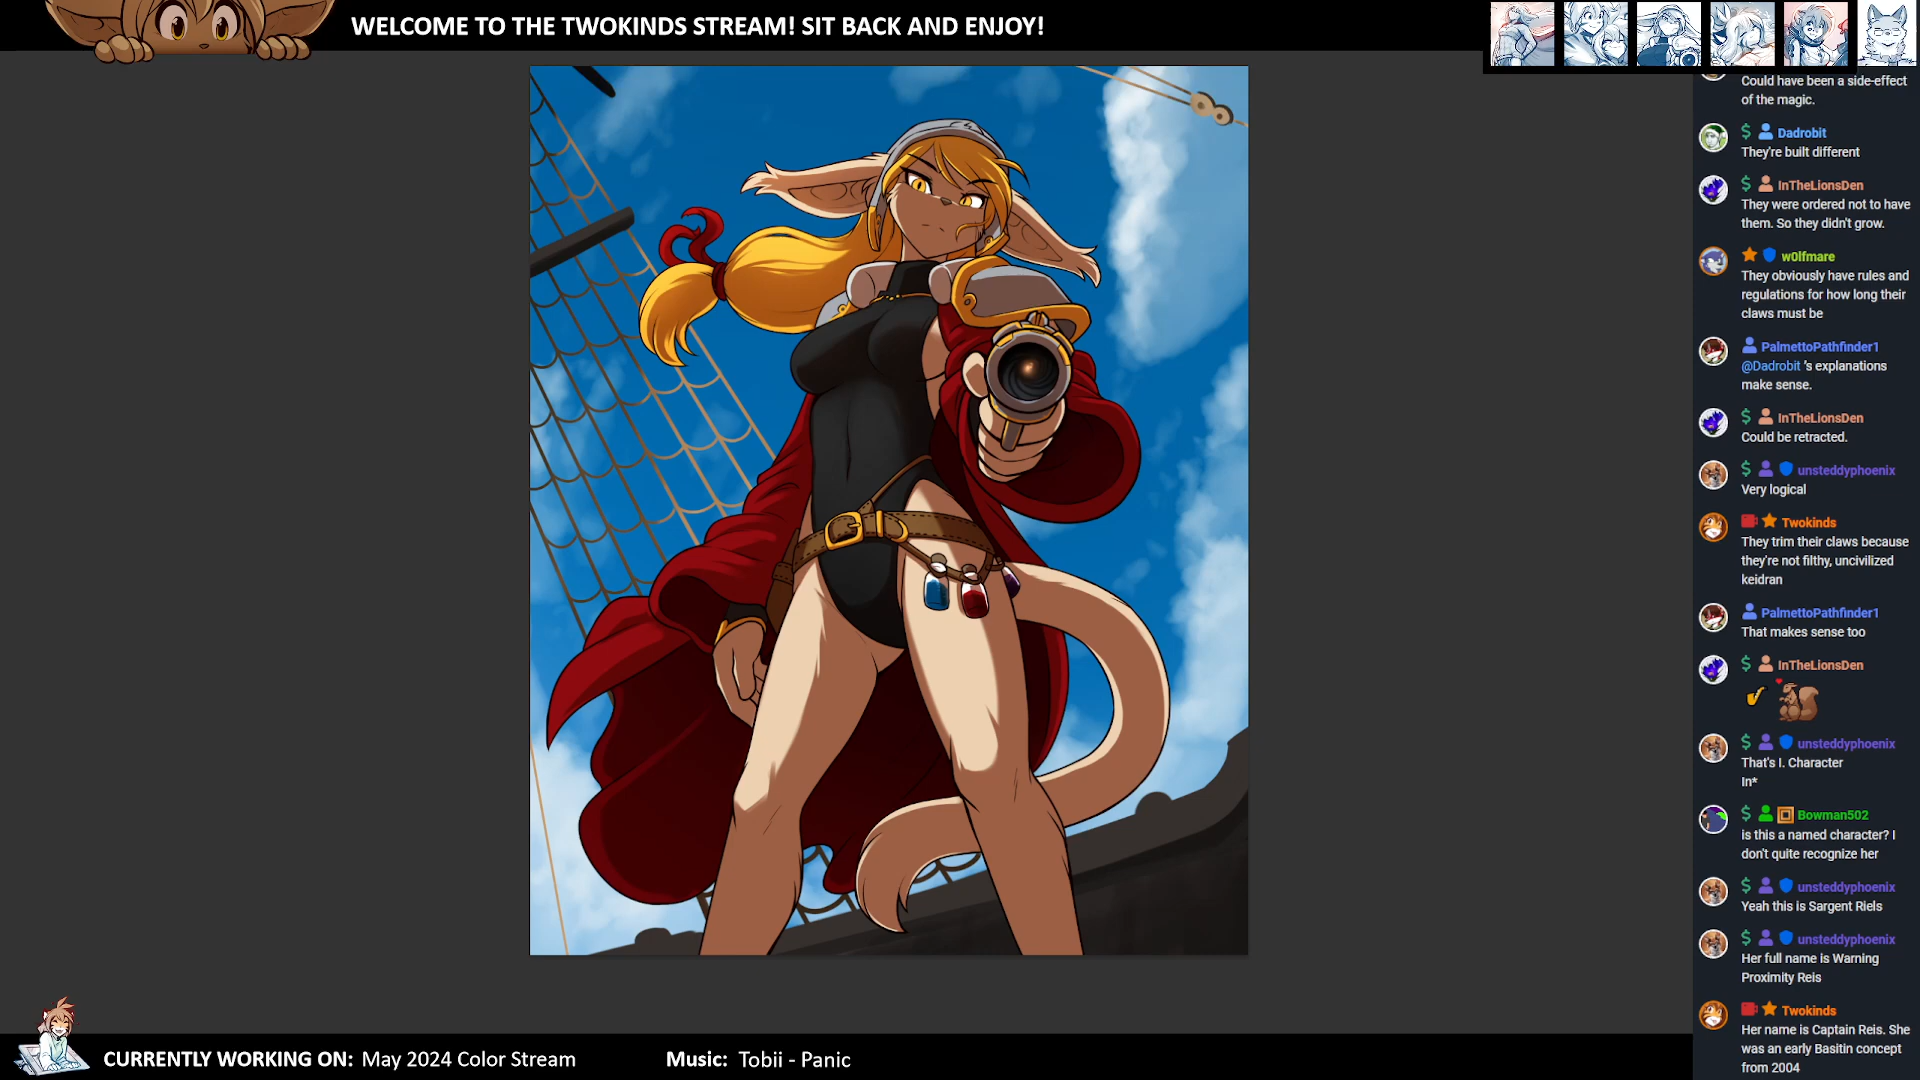 WELCOME TO THE TWOKINDS STREAM! SIT BACK AND ENJOY!
Could have been a side-effect
of the magic.
$ Dadrobit
They're built different
$ InTheLionsDen
They were ordered not to have
them. So they didn't grow.
w0lfmare
They obviously have rules and
regulations for how long their
claws must be
PalmettoPathfinder1
@Dadrobit 's explanations
make sense.
$ InTheLionsDen
Could be retracted.
$ unsteddyphoenix
Very logical
Twokinds
They trim their claws because
they're not filthy, uncivilized
keidran
PalmettoPathfinder1
That makes sense too
$ InTheLionsDen
$ unsteddyphoenix
That's I. Character
In*
$ Bowman502
is this a named character? I
don't quite recognize her
$ unsteddyphoenix
Yeah this is Sargent Riels
$ unsteddyphoenix
Her full name is Warning
Proximity Reis
Twokinds
Her name is Captain Reis. She
was an early Basitin concept
from 2004
CURRENTLY WORKING ON: May 2024 Color Stream
Music: Tobii - Panic